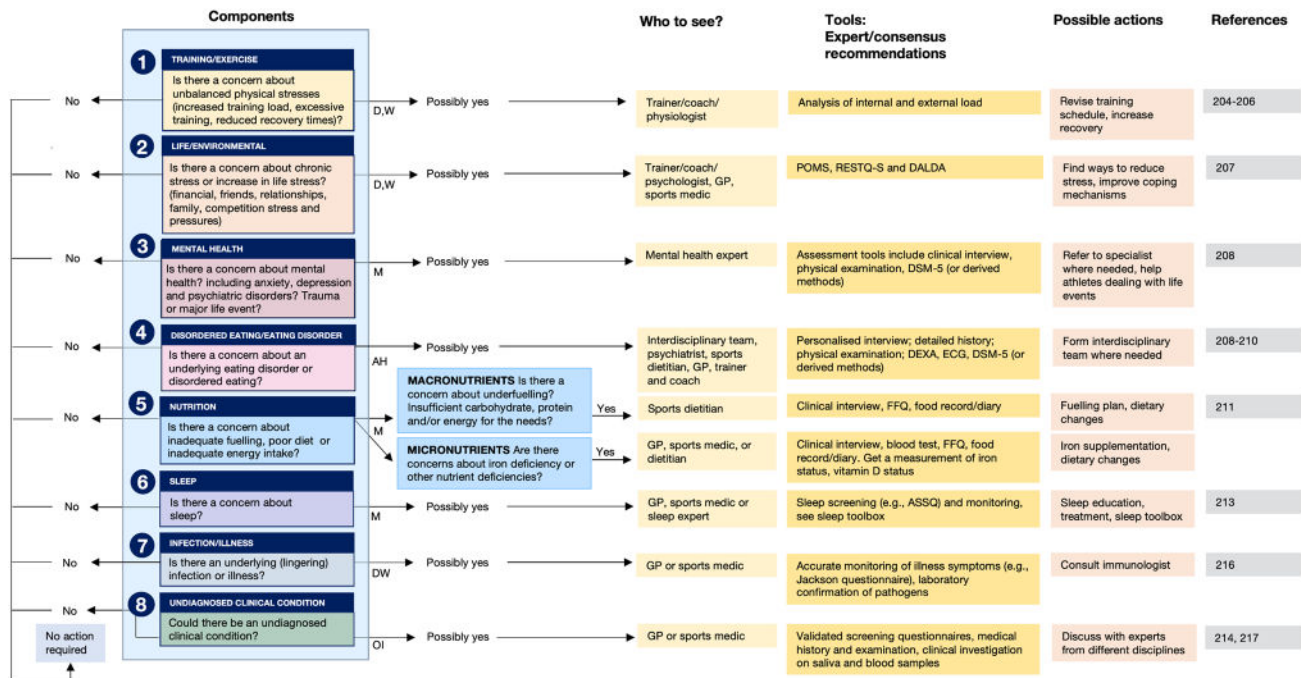 Components
Who to see?
Tools:
Expert/consensus
recommendations
Possible actions
References
1
TRAINING/EXERCISE
Is there a concern about
unbalanced physical stresses
(increased training load, excessive
training, reduced recovery times)?
No
D,W
Possibly yes
Trainer/coach/
physiologist
Analysis of internal and external load
Revise training
schedule, increase
recovery
204-206
2
LIFE/ENVIRONMENTAL
Is there a concern about chronic
stress or increase in life stress?
(financial, friends, relationships,
family, competition stress and
pressures)
No
D,W
Possibly yes
Trainer/coach/
psychologist, GP,
sports medic
POMS, RESTQ-S and DALDA
Find ways to reduce
stress, improve coping
mechanisms
207
3
MENTAL HEALTH
Is there a concern about mental
health? including anxiety, depression
and psychiatric disorders? Trauma
or major life event?
No
M
Possibly yes
Mental health expert
Assessment tools include clinical interview,
physical examination, DSM-5 (or derived
methods)
Refer to specialist
where needed, help
athletes dealing with life
events
208
4
DISORDERED EATING/EATING DISORDER
Is there a concern about an
underlying eating disorder or
disordered eating?
No
AH
Possibly yes
Interdisciplinary team,
psychiatrist, sports
dietitian, GP, trainer
and coach
Personalised interview; detailed history;
physical examination; DEXA, ECG, DSM-5 (or
derived methods)
Form interdisciplinary
team where needed
208-210
5
NUTRITION
Is there a concern about
inadequate fuelling, poor diet or
inadequate energy intake?
No
M
MACRONUTRIENTS Is there a
concern about underfuelling?
Insufficient carbohydrate, protein
and/or energy for the needs?
Yes
Sports dietitian
Clinical interview, FFQ, food record/diary
Fuelling plan, dietary
changes
211
MICRONUTRIENTS Are there
concerns about iron deficiency or
other nutrient deficiencies?
Yes
GP, sports medic, or
dietitian
Clinical interview, blood test, FFQ, food
record/diary. Get a measurement of iron
status, vitamin D status
Iron supplementation,
dietary changes
6
SLEEP
Is there a concern about
sleep?
No
M
Possibly yes
GP, sports medic or
sleep expert
Sleep screening (e.g., ASSQ) and monitoring,
see sleep toolbox
Sleep education,
treatment, sleep toolbox
213
7
INFECTION/ILLNESS
Is there an underlying (lingering)
infection or illness?
No
DW
Possibly yes
GP or sports medic
Accurate monitoring of illness symptoms (e.g.,
Jackson questionnaire), laboratory
confirmation of pathogens
Consult immunologist
216
8
UNDIAGNOSED CLINICAL CONDITION
Could there be an undiagnosed
clinical condition?
No
OI
Possibly yes
GP or sports medic
Validated screening questionnaires, medical
history and examination, clinical investigation
on saliva and blood samples
Discuss with experts
from different disciplines
214, 217
No action
required